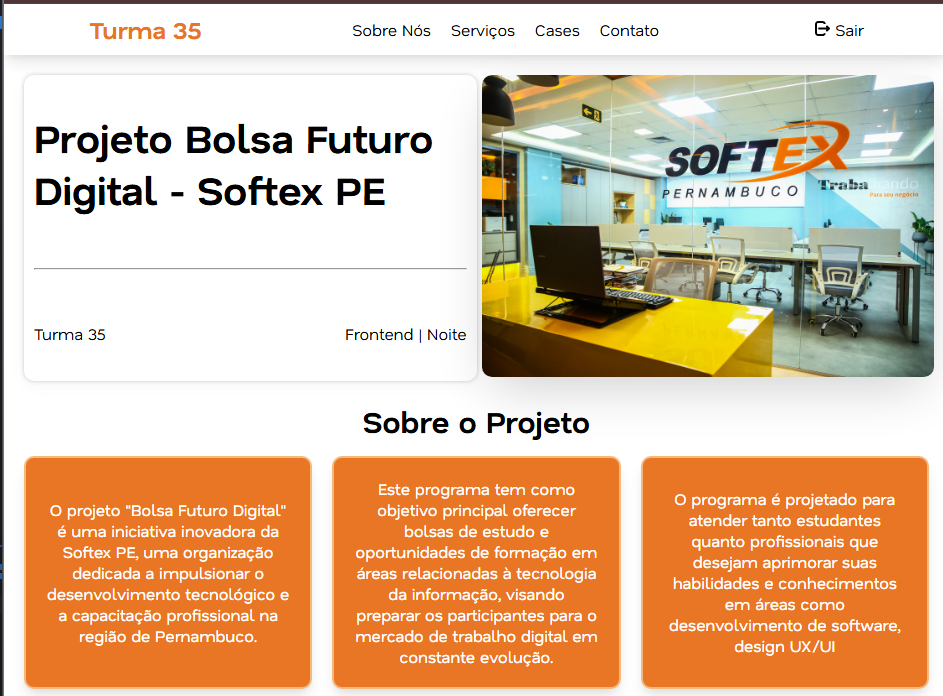 Turma 35
Sobre Nós Serviços Cases Contato
Sair
Projeto Bolsa Futuro
Digital - Softex PE
Turma 35
Frontend | Noite
SOFTEX
PERNAMBUCO
Traba
Para seu negócio
Sobre o Projeto
O projeto "Bolsa Futuro Digital"
é uma iniciativa inovadora da
Softex PE, uma organização
dedicada a impulsionar o
desenvolvimento tecnológico e
a capacitação profissional na
região de Pernambuco.
Este programa tem como
objetivo principal oferecer
bolsas de estudo e
oportunidades de formação em
áreas relacionadas à tecnologia
da informação, visando
preparar os participantes para o
mercado de trabalho digital em
constante evolução.
O programa é projetado para
atender tanto estudantes
quanto profissionais que
desejam aprimorar suas
habilidades e conhecimentos
em áreas como
desenvolvimento de software,
design UX/UI